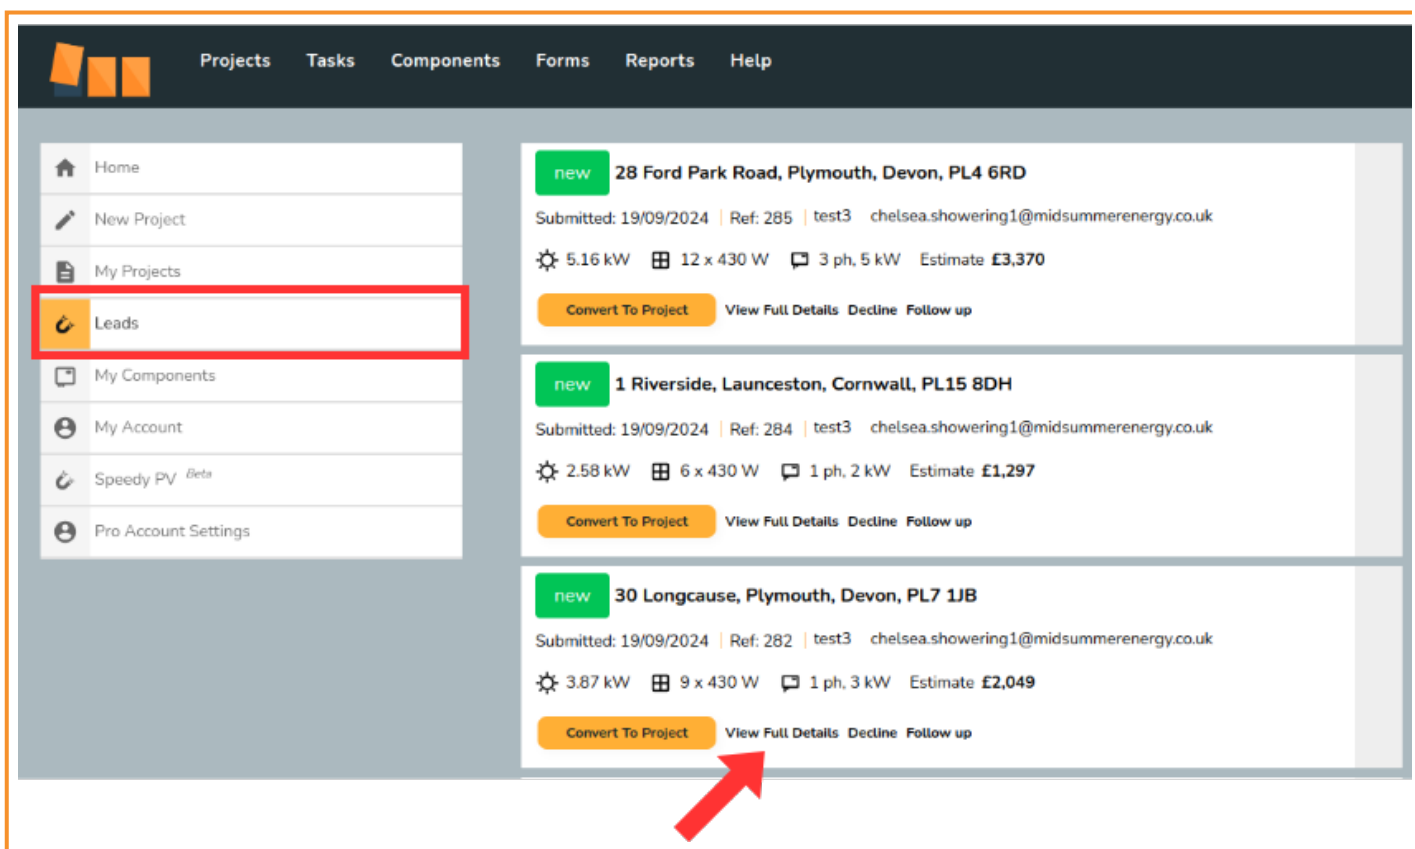 Projects Tasks Components Forms Reports Help
Home
New Project
My Projects
Leads
My Components
My Account
Speedy PV Beta
Pro Account Settings
new 28 Ford Park Road, Plymouth, Devon, PL4 6RD
Submitted: 19/09/2024 | Ref: 285 | test3 chelsea.showering1@midsummerenergy.co.uk
5.16 kW 12 x 430 W 3 ph, 5 kW Estimate £3,370
Convert To Project View Full Details Decline Follow up
new 1 Riverside, Launceston, Cornwall, PL15 8DH
Submitted: 19/09/2024 | Ref: 284 | test3 chelsea.showering1@midsummerenergy.co.uk
2.58 kW 6 x 430 W 1 ph, 2 kW Estimate £1,297
Convert To Project View Full Details Decline Follow up
new 30 Longcause, Plymouth, Devon, PL7 1JB
Submitted: 19/09/2024 | Ref: 282 | test3 chelsea.showering1@midsummerenergy.co.uk
3.87 kW 9 x 430 W 1 ph, 3 kW Estimate £2,049
Convert To Project View Full Details Decline Follow up